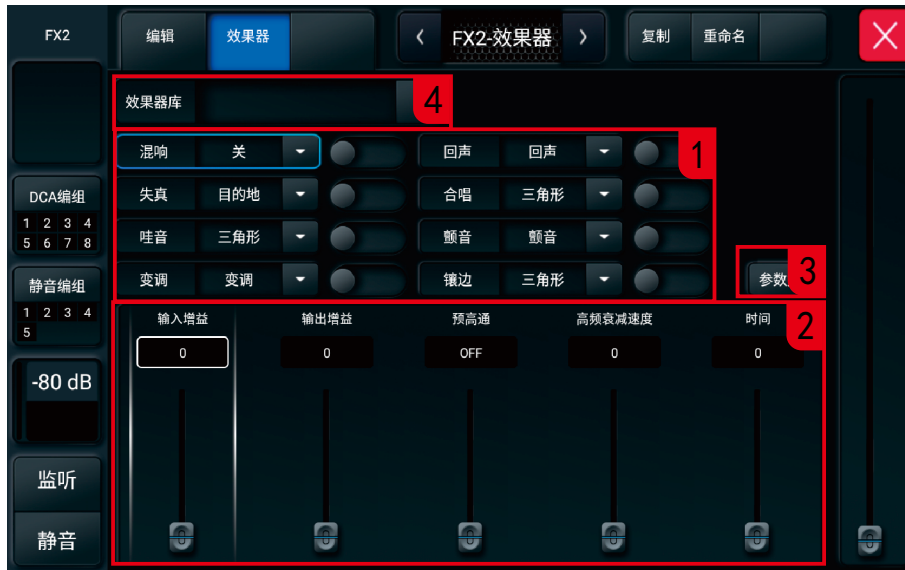 FX2 编辑 效果器 < FX2-效果器 > 复制 重命名
效果器库 4
混响 关 回声 回声 1
失真 目的地 合唱 三角形
哇音 三角形 颤音 颤音
变调 变调 镶边 三角形
参数 3
DCA编组
1 2 3 4
5 6 7 8
静音编组
1 2 3 4
5
-80 dB
监听
静音
输入增益 输出增益 预高通 高频衰减速度 时间 2
0 0 OFF 0 0